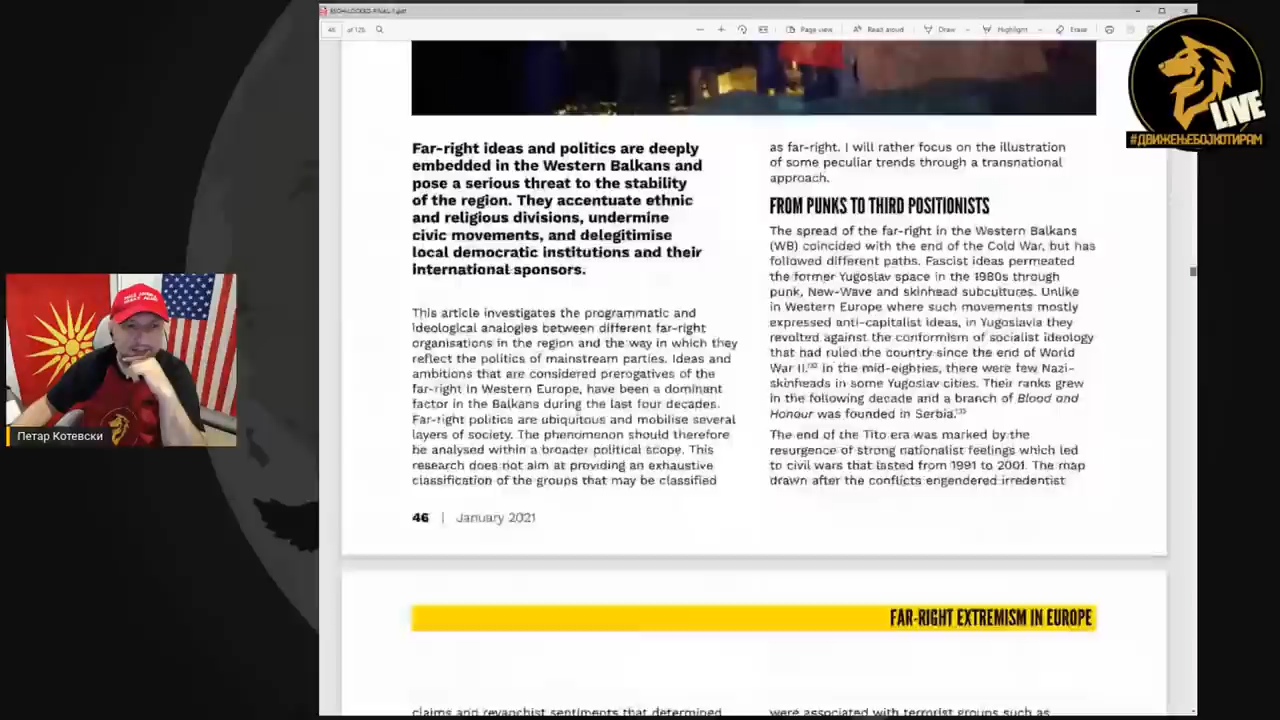 46 of 125
Page view
Read aloud
Draw
Highlight
Erase
LIVE
#ДВИЖЕЊЕБОЈКОТИРАМ
Far-right ideas and politics are deeply
embedded in the Western Balkans and
pose a serious threat to the stability
of the region. They accentuate ethnic
and religious divisions, undermine
civic movements, and delegitimise
local democratic institutions and their
international sponsors.
This article investigates the programmatic and
ideological analogies between different far-right
organisations in the region and the way in which they
reflect the politics of mainstream parties. Ideas and
ambitions that are considered prerogatives of the
far-right in Western Europe, have been a dominant
factor in the Balkans during the last four decades.
Far-right politics are ubiquitous and mobilise several
layers of society. The phenomenon should therefore
be analysed within a broader political scope. This
research does not aim at providing an exhaustive
classification of the groups that may be classified
as far-right. I will rather focus on the illustration
of some peculiar trends through a transnational
approach.
FROM PUNKS TO THIRD POSITIONISTS
The spread of the far-right in the Western Balkans
(WB) coincided with the end of the Cold War, but has
followed different paths. Fascist ideas permeated
the former Yugoslav space in the 1980s through
punk, New-Wave and skinhead subcultures. Unlike
in Western Europe where such movements mostly
expressed anti-capitalist ideas, in Yugoslavia they
revolted against the conformism of socialist ideology
that had ruled the country since the end of World
War II. In the mid-eighties, there were few Nazi-
skinheads in some Yugoslav cities. Their ranks grew
in the following decade and a branch of Blood and
Honour was founded in Serbia.
The end of the Tito era was marked by the
resurgence of strong nationalist feelings which led
to civil wars that lasted from 1991 to 2001. The map
drawn after the conflicts engendered irredentist
46 | January 2021
FAR-RIGHT EXTREMISM IN EUROPE
claims and revanchist sentiments that determined
were associated with terrorist groups such as
Петар Котевски